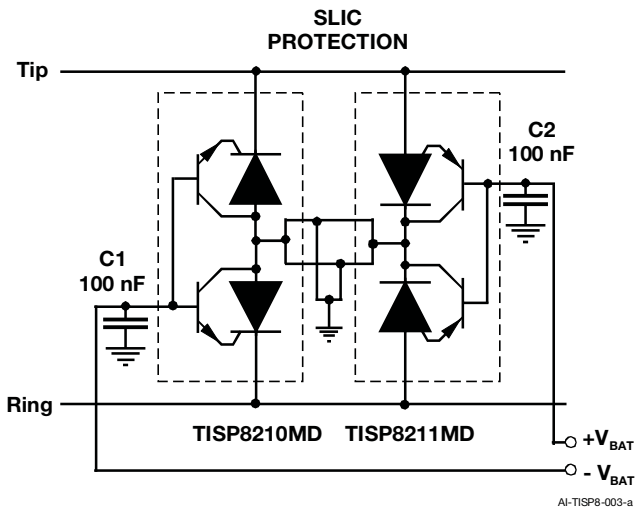 SLIC
PROTECTION
Tip
C2
100 nF
C1
100 nF
Ring
TISP8210MD TISP8211MD
+VBAT
- VBAT
AI-TISP8-003-a